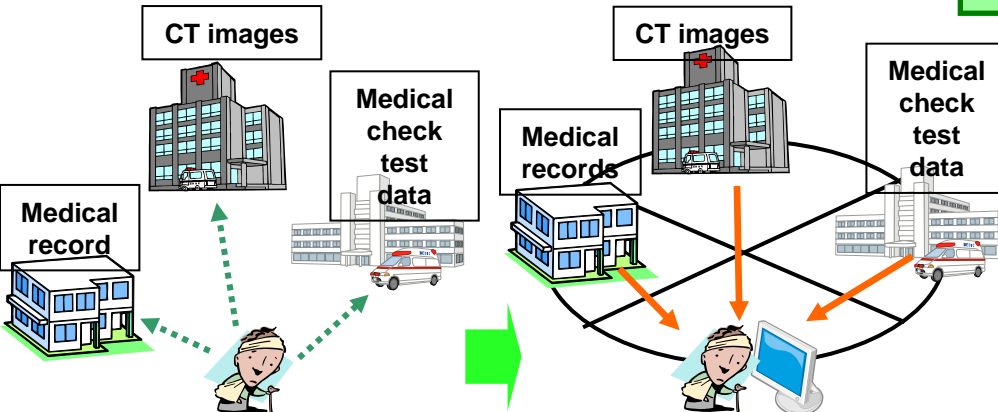 CT images
Medical
check
test
data
Medical
record
CT images
Medical
check
test
data
Medical
records